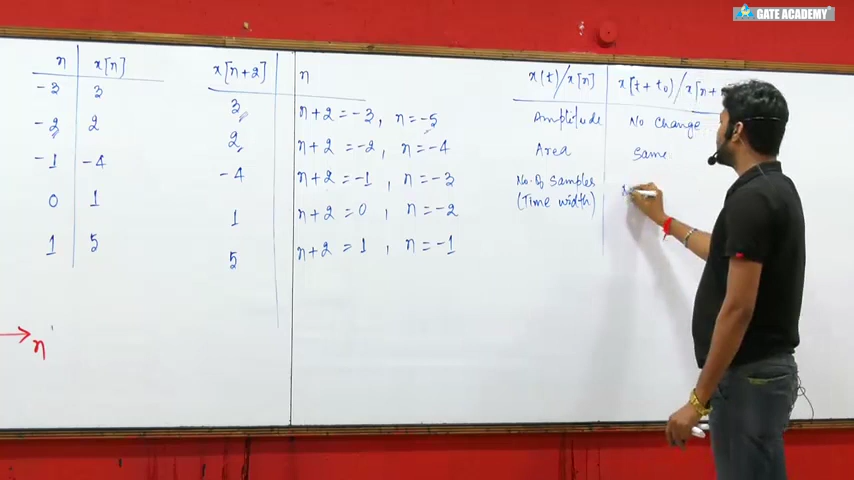 GATE ACADEMY
n x[n] x[n+2] n
-3 3 3 n+2 = -3, n = -5
-2 2 2 n+2 = -2, n = -4
-1 -4 -4 n+2 = -1, n = -3
0 1 1 n+2 = 0, n = -2
1 5 5 n+2 = 1, n = -1
n
x(t)/x[n] x[t+t₀)/x[n+
Amplitude No Change
Area Same
No. Of Samples
(Time width)